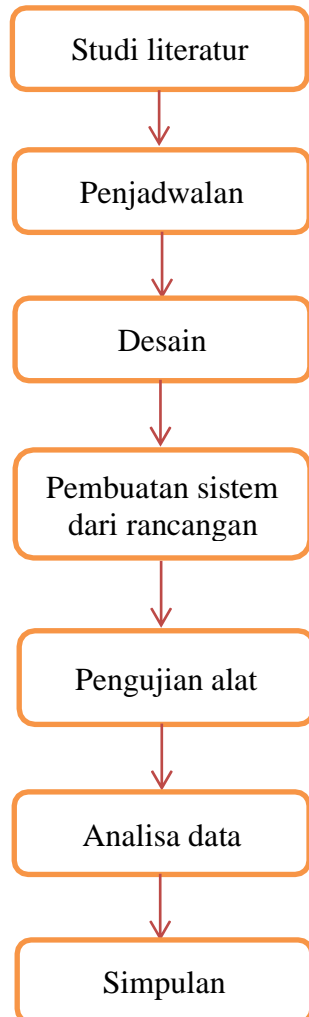 Studi literatur
Penjadwalan
Desain
Pembuatan sistem
dari rancangan
Pengujian alat
Analisa data
Simpulan